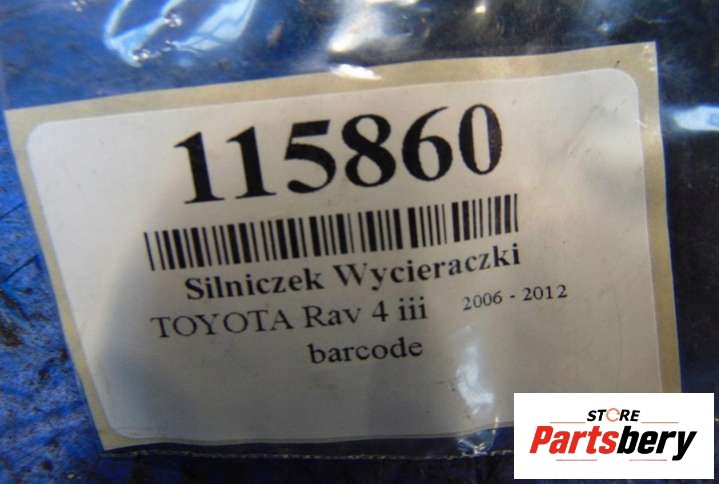 115860
Silniczek Wycieraczki
TOYOTA Rav 4 iii 2006 - 2012
barcode
STORE
Partsbery